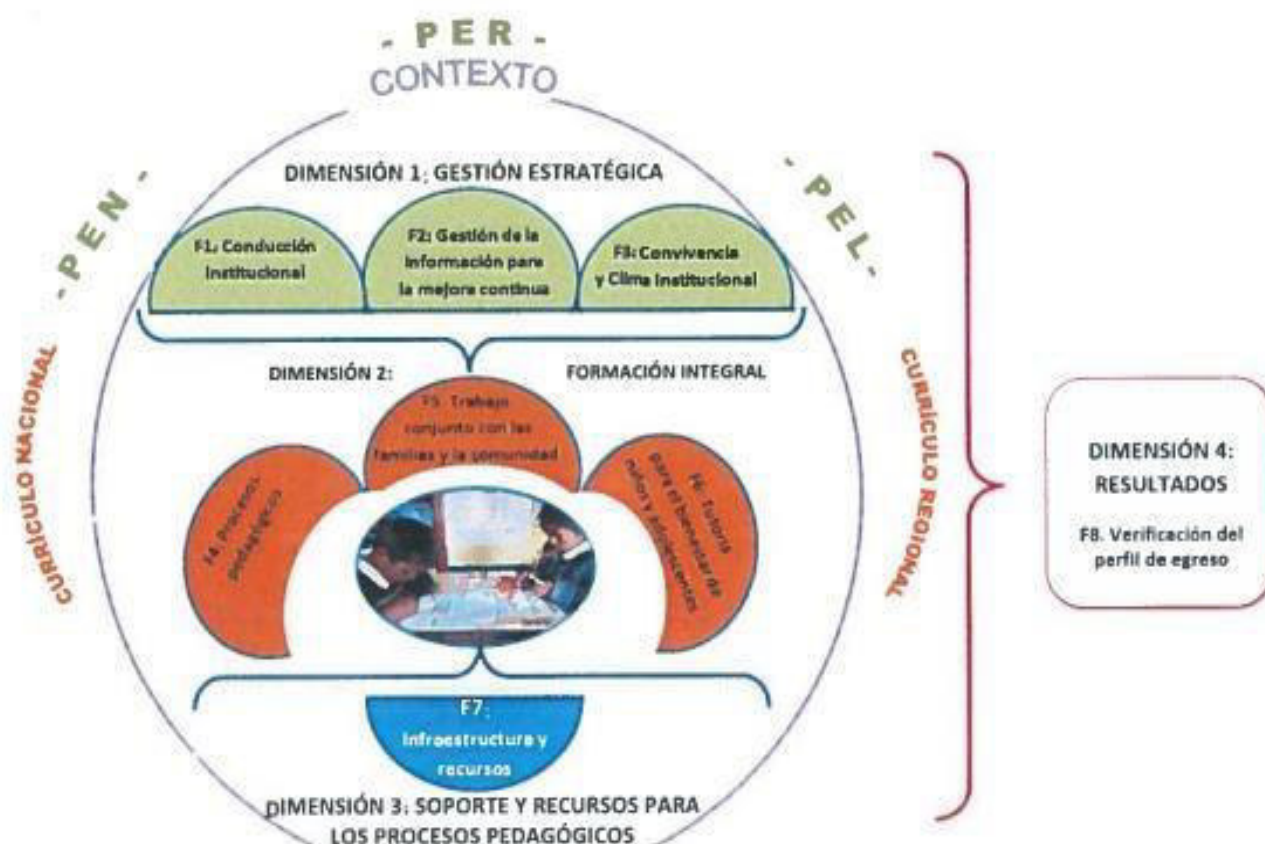 - PER -
CONTEXTO
- PEN -
- PEL -
DIMENSIÓN 1: GESTIÓN ESTRATÉGICA
F1: Conducción
Institucional
F2: Gestión de la
información para
la mejora continua
F3: Convivencia
y Clima Institucional
CURRÍCULO NACIONAL
CURRÍCULO REGIONAL
DIMENSIÓN 2:
FORMACIÓN INTEGRAL
F4: Procesos
pedagógicos
F5. Trabajo
conjunto con las
familias y la comunidad
F6: Tutoría
para el bienestar de
niños y adolescentes
F7:
Infraestructura y
recursos
DIMENSIÓN 3: SOPORTE Y RECURSOS PARA
LOS PROCESOS PEDAGÓGICOS
DIMENSIÓN 4:
RESULTADOS
F8. Verificación del
perfil de egreso